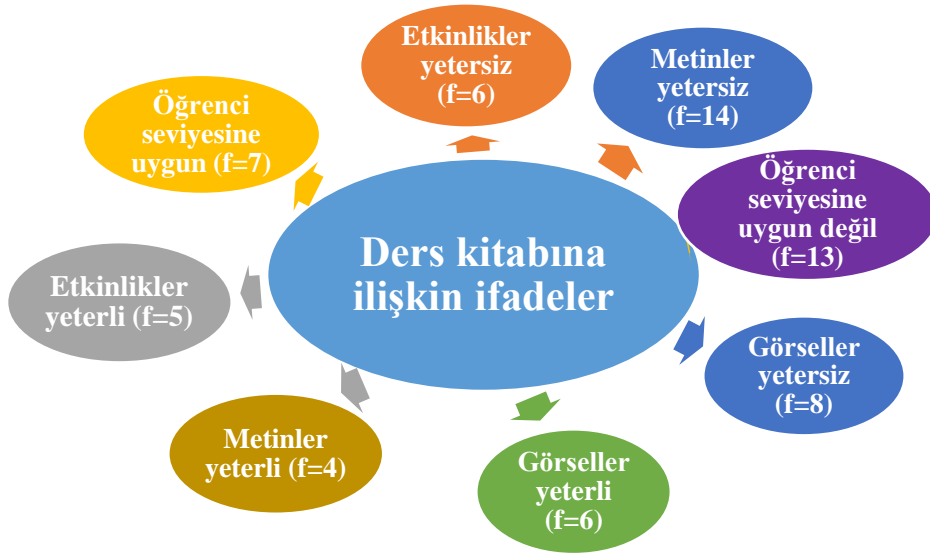 Etkinlikler
yetersiz
(f=6)
Metinler
yetersiz
(f=14)
Öğrenci
seviyesine
uygun (f=7)
Öğrenci
seviyesine
uygun değil
(f=13)
Ders kitabına
ilişkin ifadeler
Etkinlikler
yeterli (f=5)
Görseller
yetersiz
(f=8)
Metinler
yeterli (f=4)
Görseller
yeterli
(f=6)